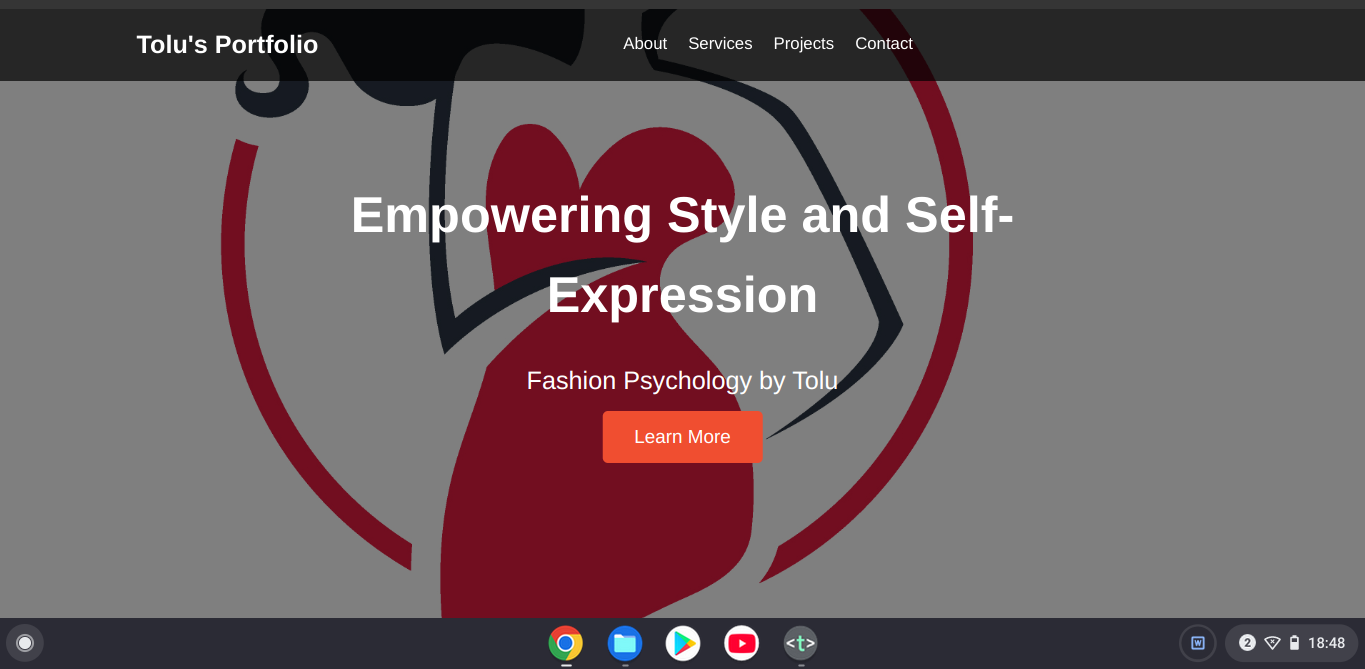 Tolu's Portfolio
About Services Projects Contact
Empowering Style and Self-
Expression
Fashion Psychology by Tolu
Learn More
<t>
W
2
18:48